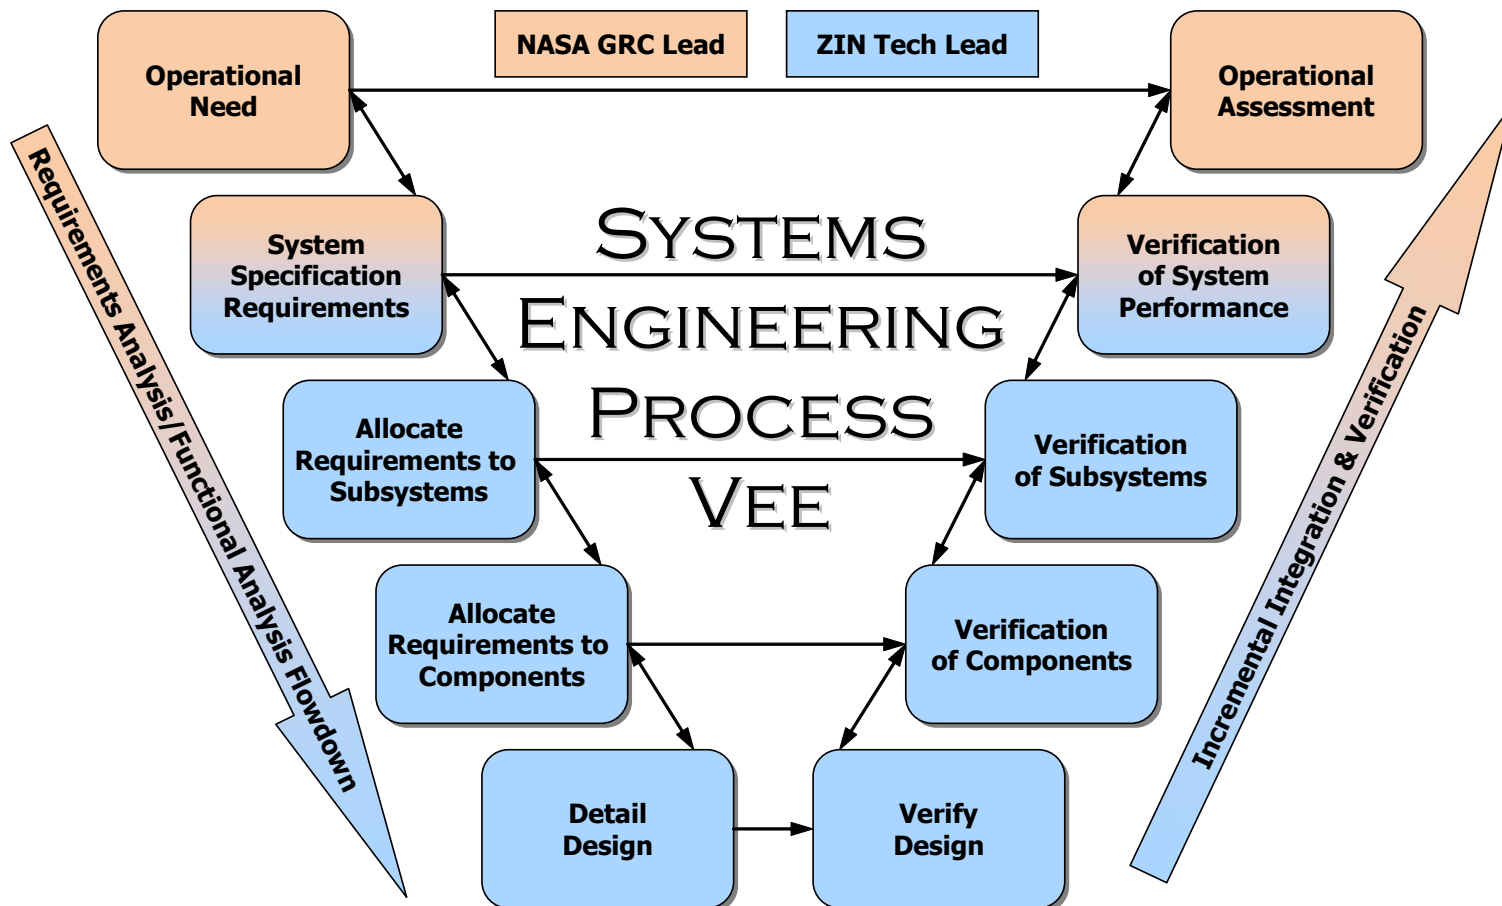 NASA GRC Lead
ZIN Tech Lead
Operational
Need
Operational
Assessment
Requirements Analysis/Functional Analysis Flowdown
System
Specification
Requirements
SYSTEMS
ENGINEERING
PROCESS
VEE
Verification
of System
Performance
Incremental Integration & Verification
Allocate
Requirements to
Subsystems
Verification
of Subsystems
Allocate
Requirements to
Components
Verification
of Components
Detail
Design
Verify
Design